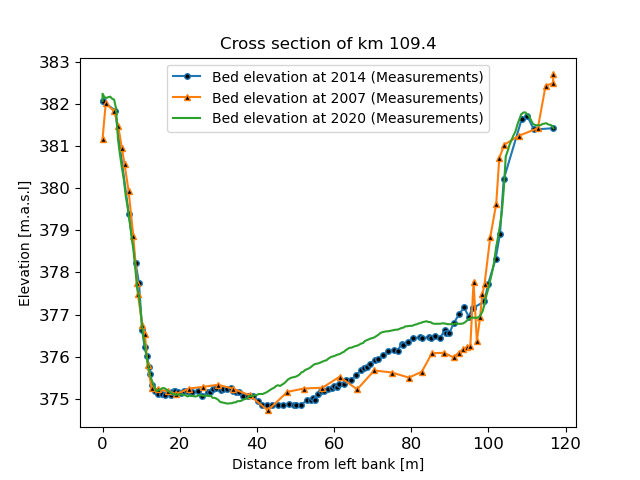 Cross section of km 109.4
Bed elevation at 2014 (Measurements)
Bed elevation at 2007 (Measurements)
Bed elevation at 2020 (Measurements)
Elevation [m.a.s.l]
383
382
381
380
379
378
377
376
375
0 20 40 60 80 100 120
Distance from left bank [m]